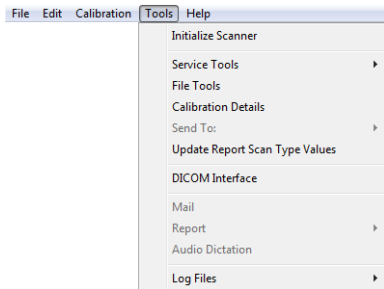 File Edit Calibration Tools Help
Initialize Scanner
Service Tools
File Tools
Calibration Details
Send To:
Update Report Scan Type Values
DICOM Interface
Mail
Report
Audio Dictation
Log Files